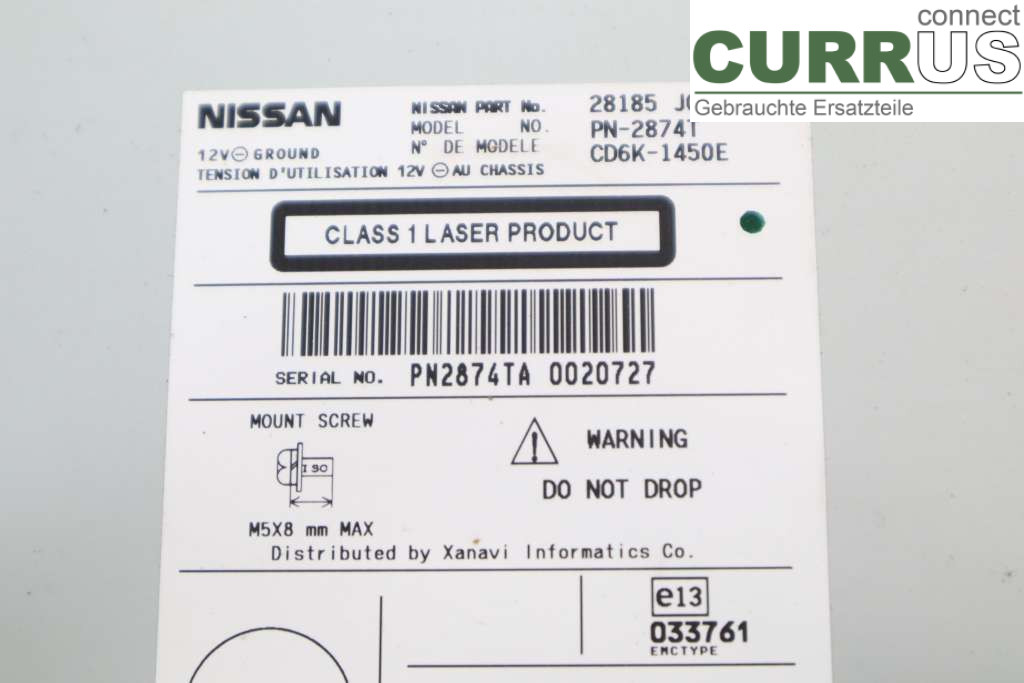 connect
CURRUS
Gebrauchte Ersatzteile
NISSAN
NISSAN PART No. 28185
MODEL NO. PN-2874T
N° DE MODELE CD6K-1450E
12V⊖GROUND
TENSION D'UTILISATION 12V ⊖AU CHASSIS
CLASS 1 LASER PRODUCT
SERIAL NO. PN2874TA 0020727
MOUNT SCREW
WARNING
ISO
DO NOT DROP
M5X8 mm MAX
Distributed by Xanavi Informatics Co.
e13
033761
EMCTYPE